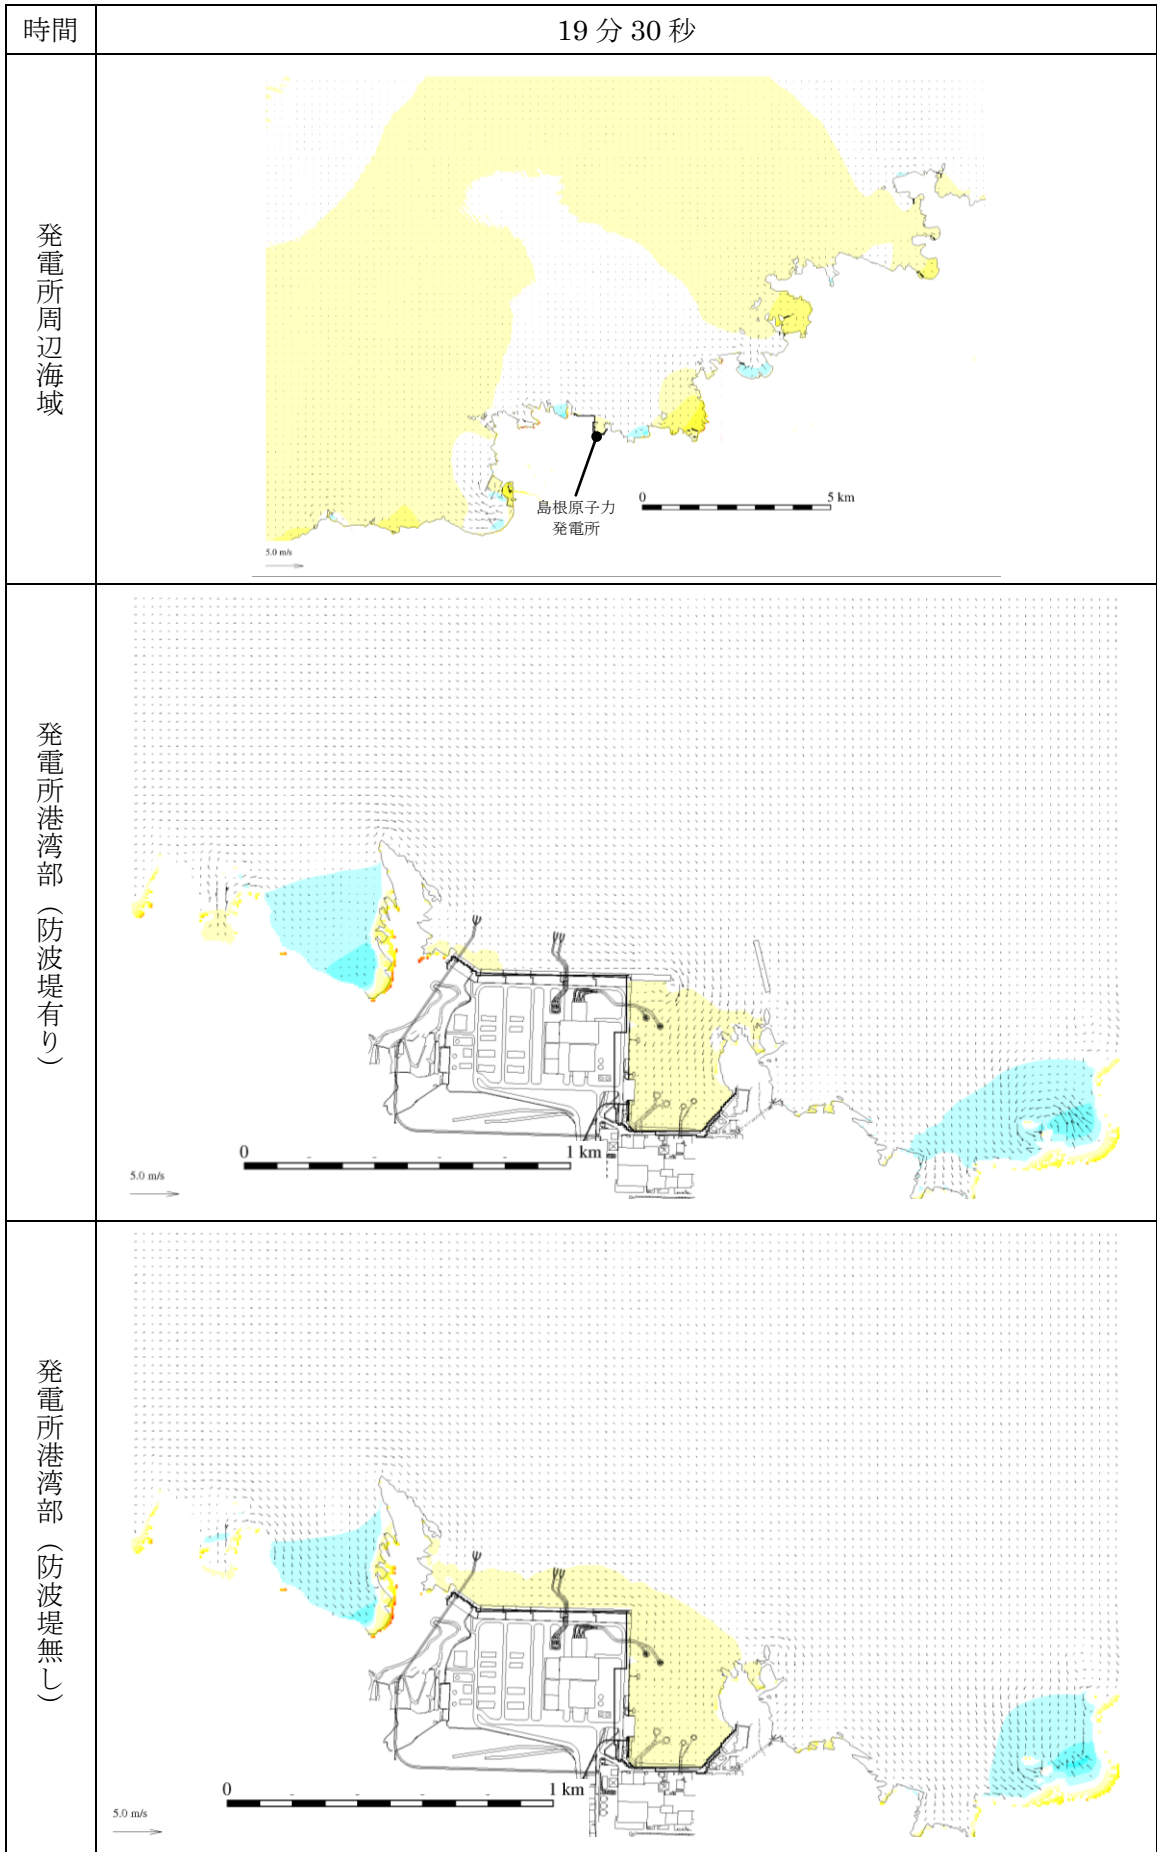 時間
19分30秒
発電所周辺海域
島根原子力
発電所
0
5 km
5.0 m/s
発電所港湾部（防波堤有り）
0
1 km
5.0 m/s
発電所港湾部（防波堤無し）
0
1 km
5.0 m/s